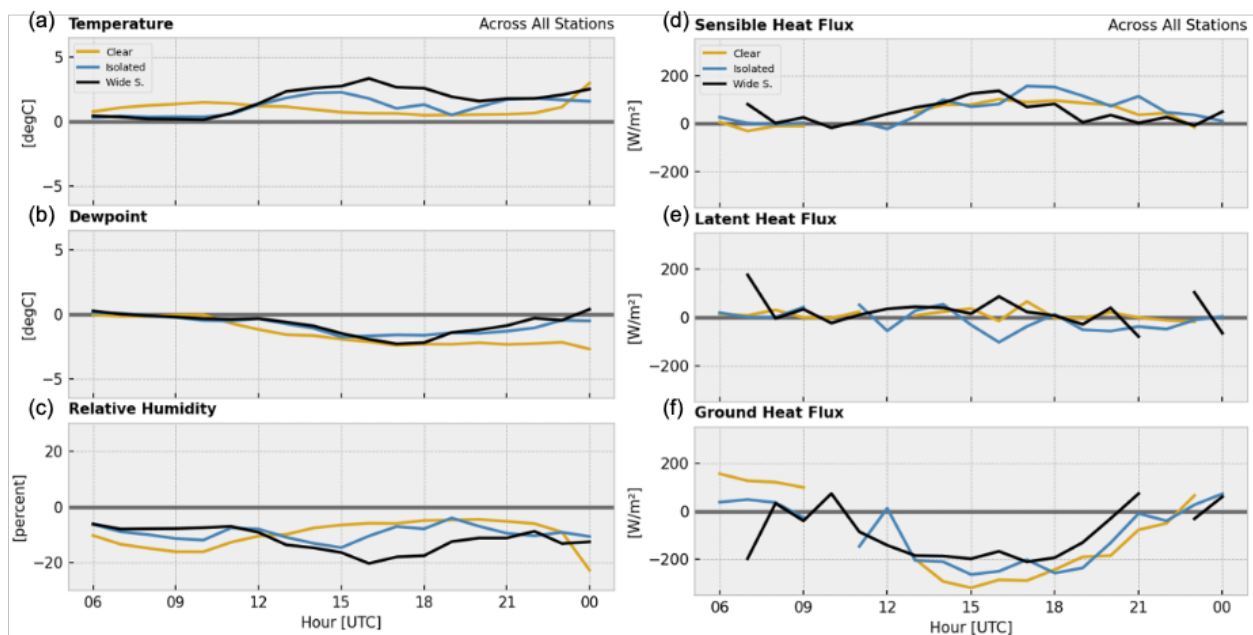 (a) Temperature Across All Stations
Clear
Isolated
Wide S.
[degC]
5
0
−5
(b) Dewpoint
[degC]
5
0
−5
(c) Relative Humidity
[percent]
20
0
−20
06 09 12 15 18 21 00
Hour [UTC]
(d) Sensible Heat Flux Across All Stations
Clear
Isolated
Wide S.
[W/m²]
200
0
−200
(e) Latent Heat Flux
[W/m²]
200
0
−200
(f) Ground Heat Flux
[W/m²]
200
0
−200
06 09 12 15 18 21 00
Hour [UTC]